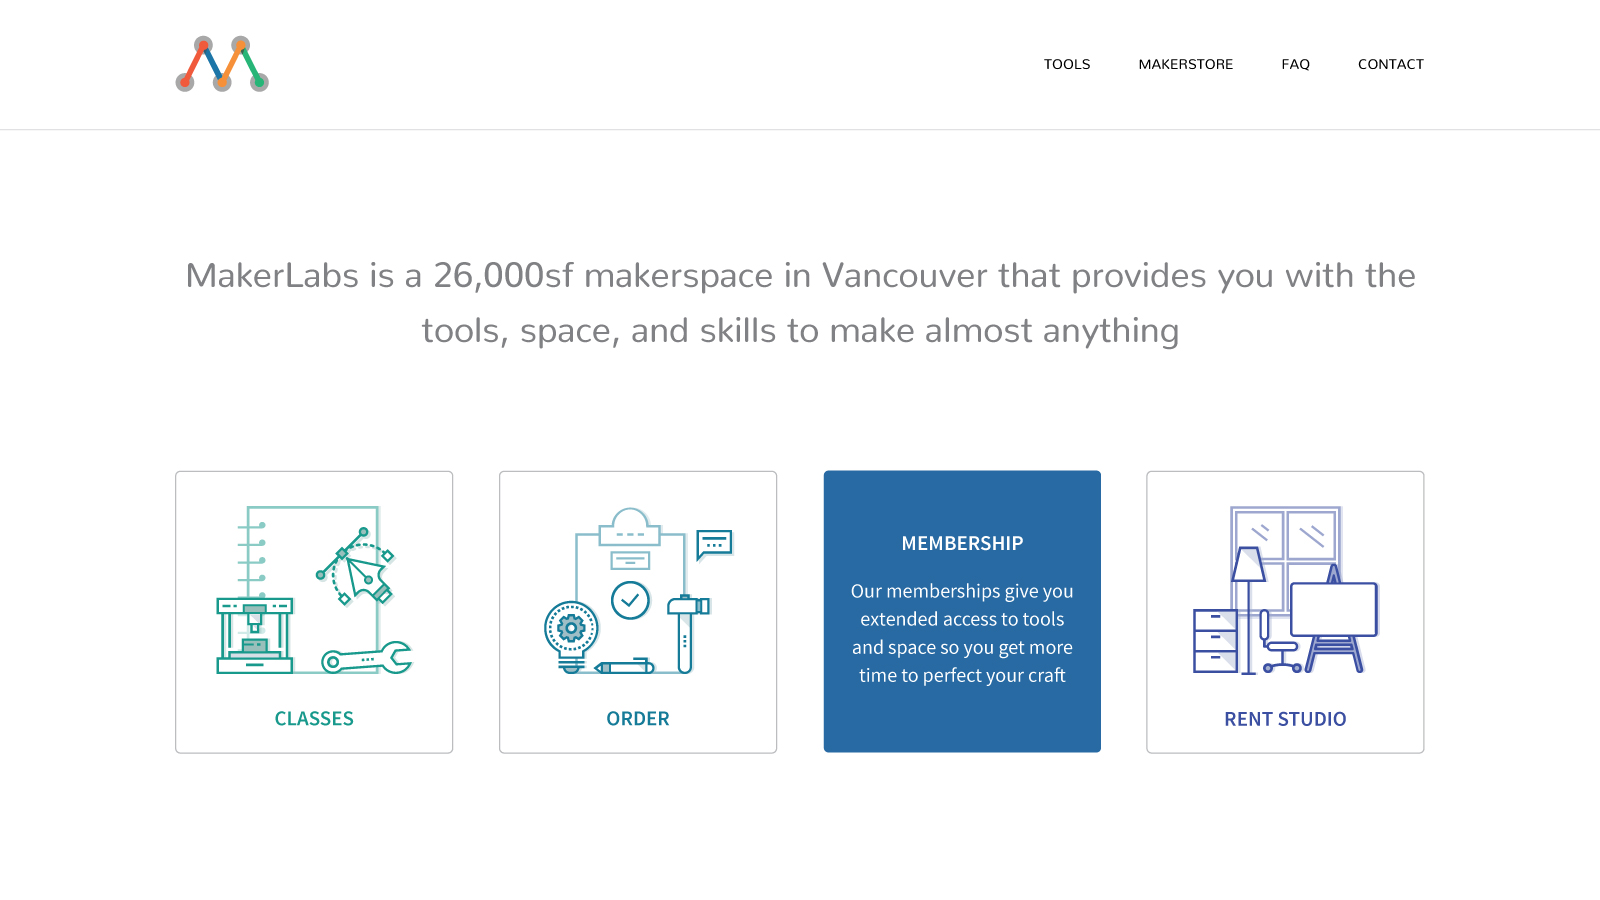 TOOLS MAKERSTORE FAQ CONTACT
MakerLabs is a 26,000sf makerspace in Vancouver that provides you with the
tools, space, and skills to make almost anything
CLASSES
ORDER
MEMBERSHIP
Our memberships give you
extended access to tools
and space so you get more
time to perfect your craft
RENT STUDIO